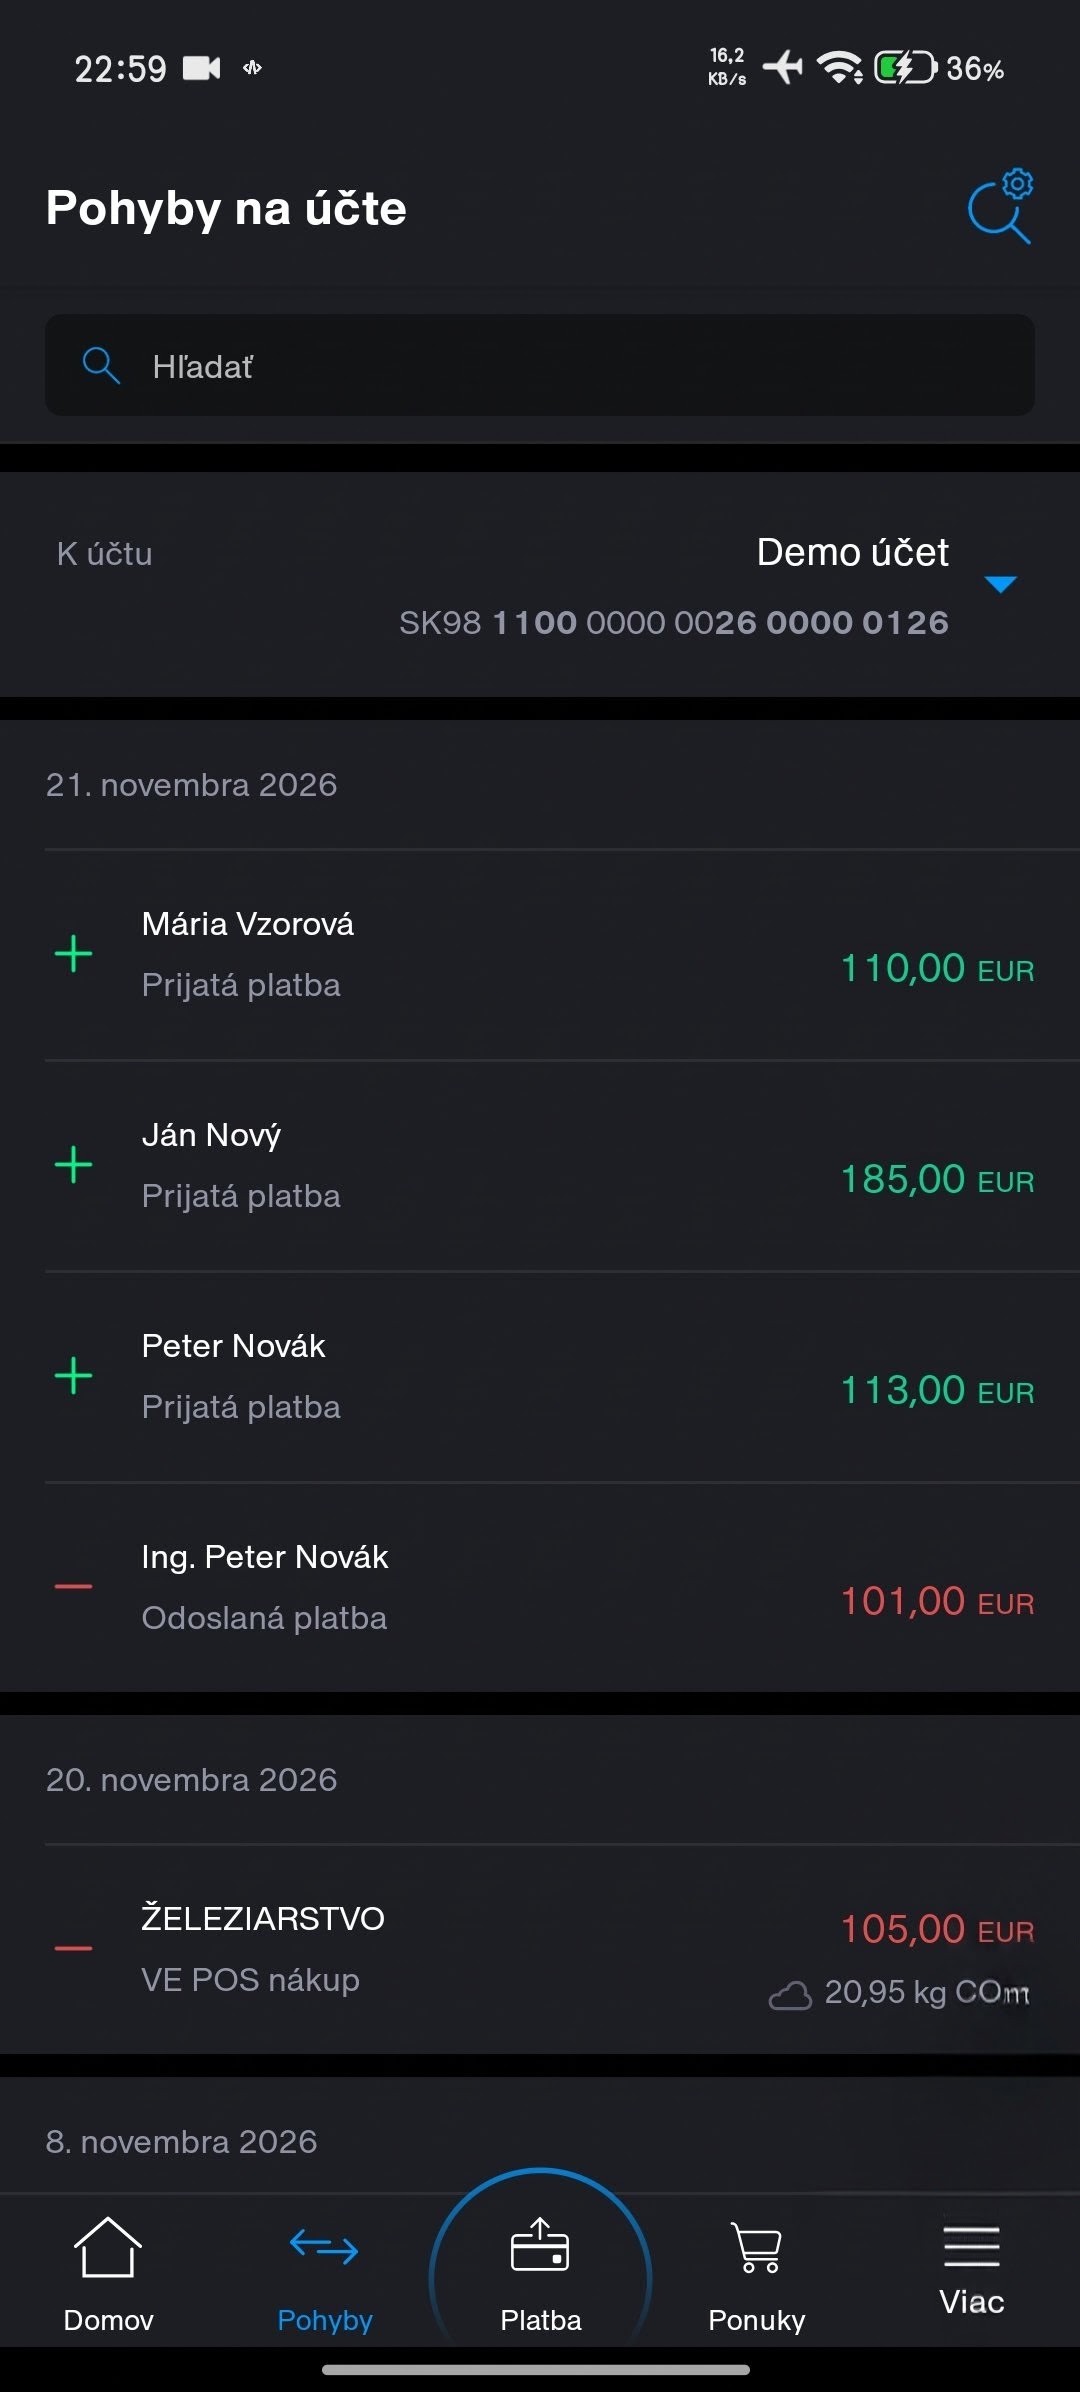 22:59
16,2
KB/s
36%
Pohyby na účte
Hľadať
K účtu
Demo účet
SK98 1100 0000 0026 0000 0126
21. novembra 2026
Mária Vzorová
Prijatá platba
110,00 EUR
Ján Nový
Prijatá platba
185,00 EUR
Peter Novák
Prijatá platba
113,00 EUR
Ing. Peter Novák
Odoslaná platba
101,00 EUR
20. novembra 2026
ŽELEZIARSTVO
VE POS nákup
105,00 EUR
20,95 kg
8. novembra 2026
Domov
Pohyby
Platba
Ponuky
Viac